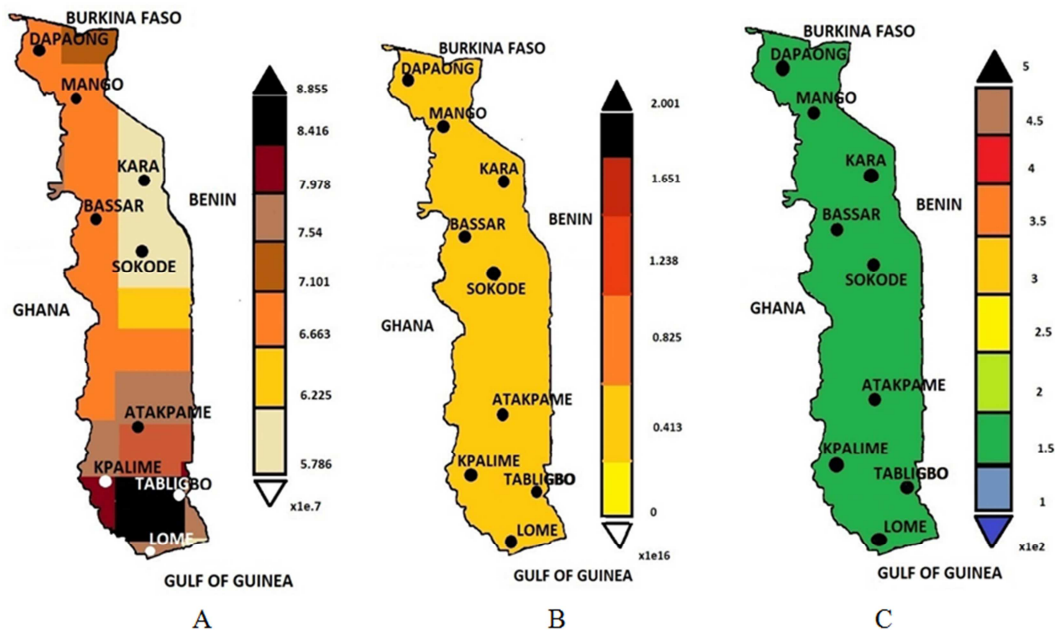 BURKINA FASO
DAPAONG
MANGO
KARA
BENIN
BASSAR
SOKODE
GHANA
ATAKPAME
KPALIME
TABLIGBO
LOME
GULF OF GUINEA
8.855
8.416
7.978
7.54
7.101
6.663
6.225
5.786
x1e.7
A
BURKINA FASO
DAPAONG
MANGO
KARA
BENIN
BASSAR
SOKODE
GHANA
ATAKPAME
KPALIME
TABLIGBO
LOME
GULF OF GUINEA
2.001
1.651
1.238
0.825
0.413
0
x1e16
B
BURKINA FASO
DAPAONG
MANGO
KARA
BENIN
BASSAR
SOKODE
GHANA
ATAKPAME
KPALIME
TABLIGBO
LOME
GULF OF GUINEA
5
4.5
4
3.5
3
2.5
2
1.5
1
x1e2
C